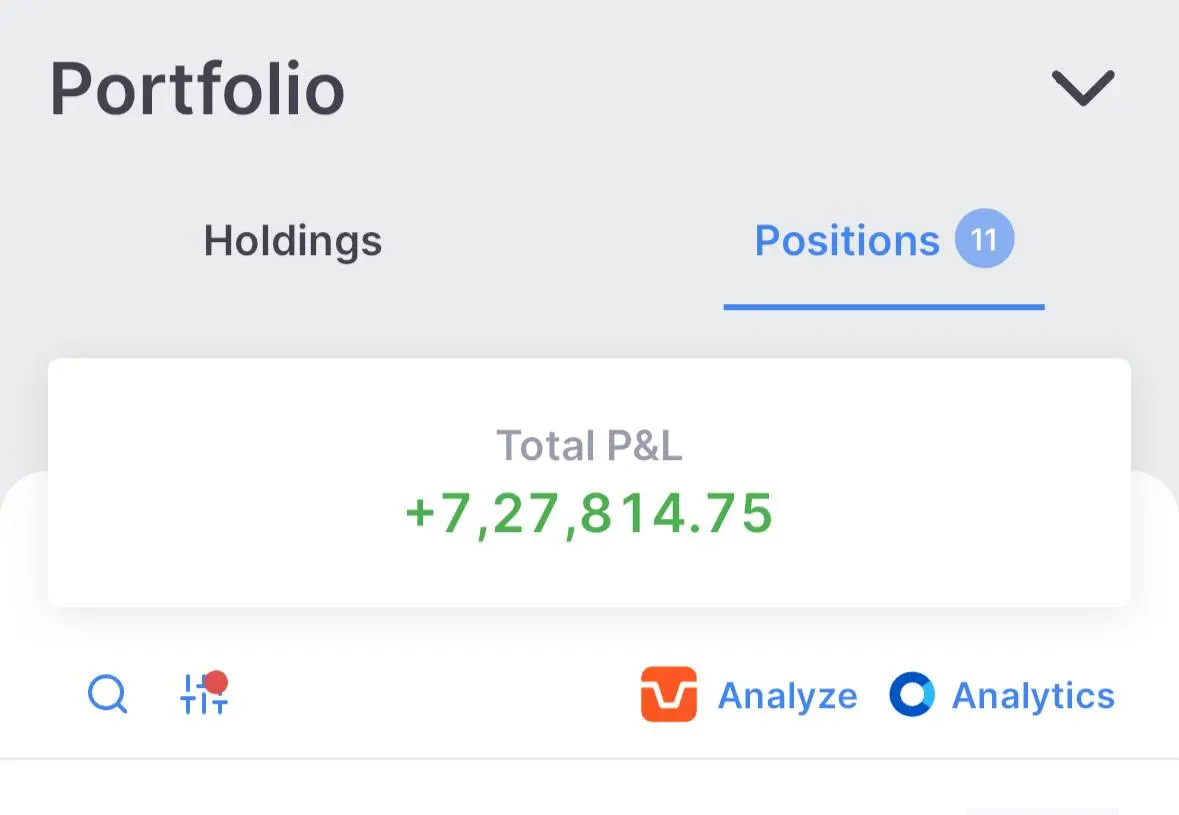 Portfolio
Holdings
Positions 11
Total P&L
+7,27,814.75
Analyze
Analytics